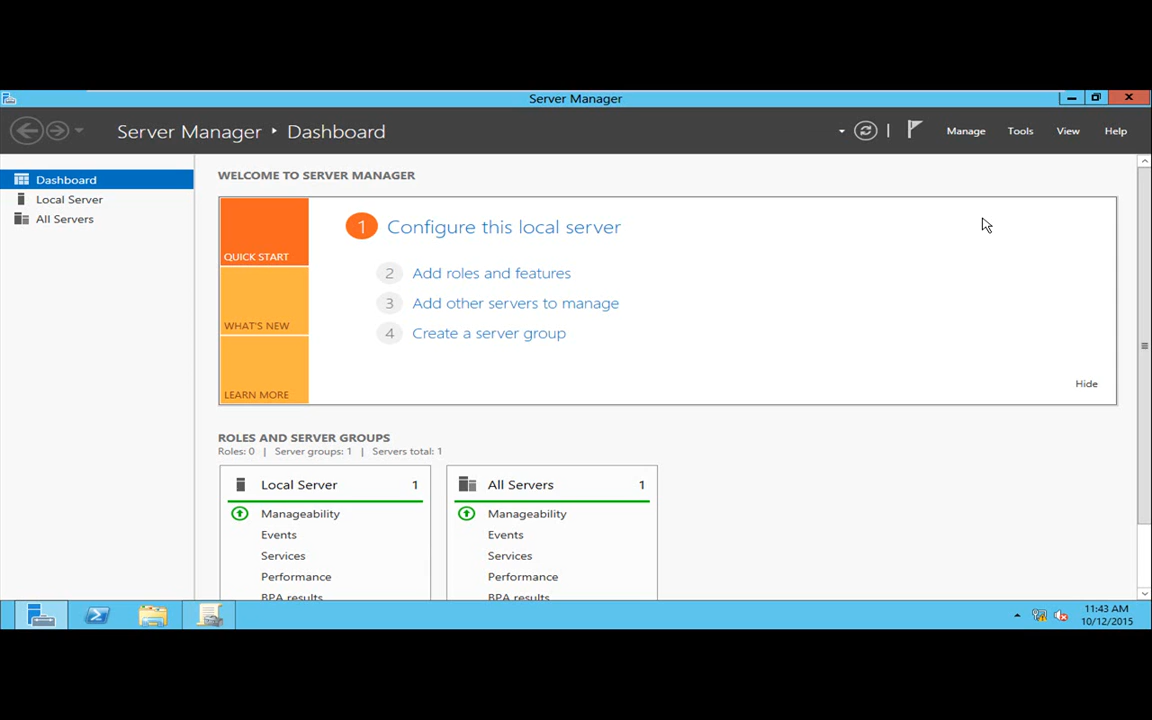 Server Manager
Server Manager ‣ Dashboard
Manage Tools View Help
Dashboard
Local Server
All Servers
WELCOME TO SERVER MANAGER
QUICK START
WHAT'S NEW
LEARN MORE
1 Configure this local server
2 Add roles and features
3 Add other servers to manage
4 Create a server group
Hide
ROLES AND SERVER GROUPS
Roles: 0 | Server groups: 1 | Servers total: 1
Local Server 1
Manageability
Events
Services
Performance
BPA results
All Servers 1
Manageability
Events
Services
Performance
BPA results
11:43 AM
10/12/2015